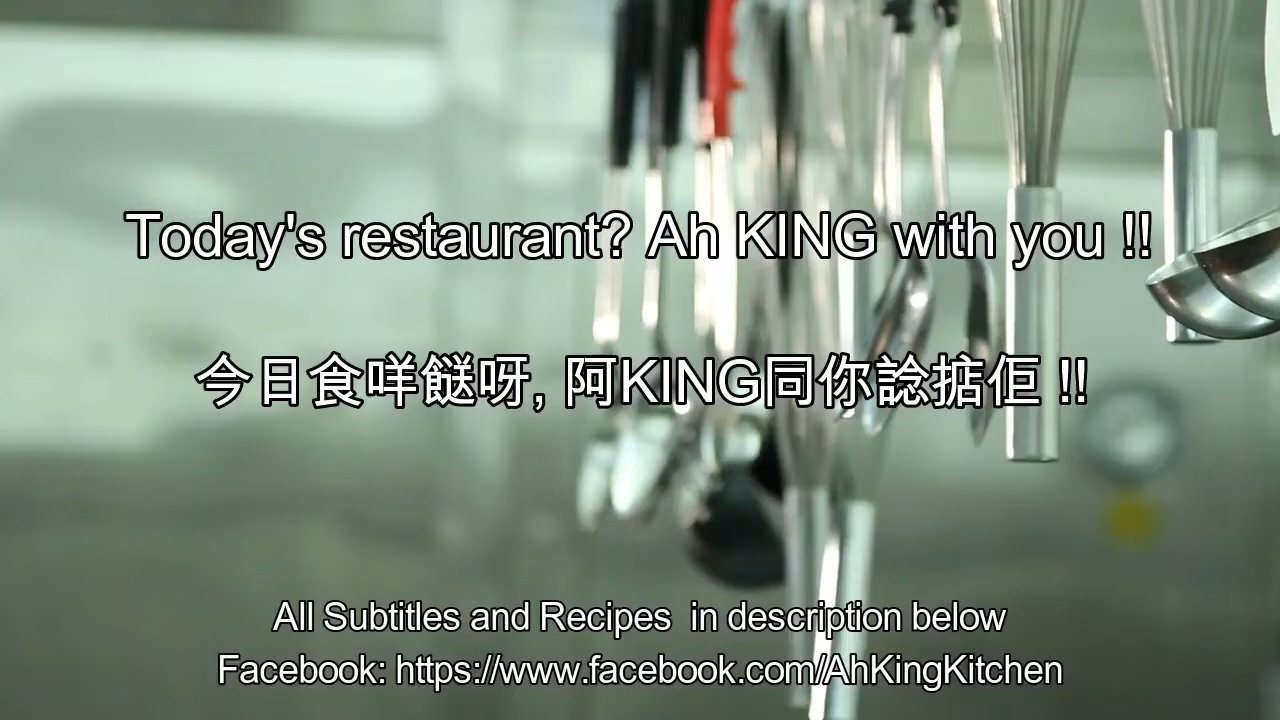 Today's restaurant? Ah KING with you !!
今日食咩餸呀, 阿KING同你諗掂佢 !!
All Subtitles and Recipes  in description below
Facebook: https://www.facebook.com/AhKingKitchen